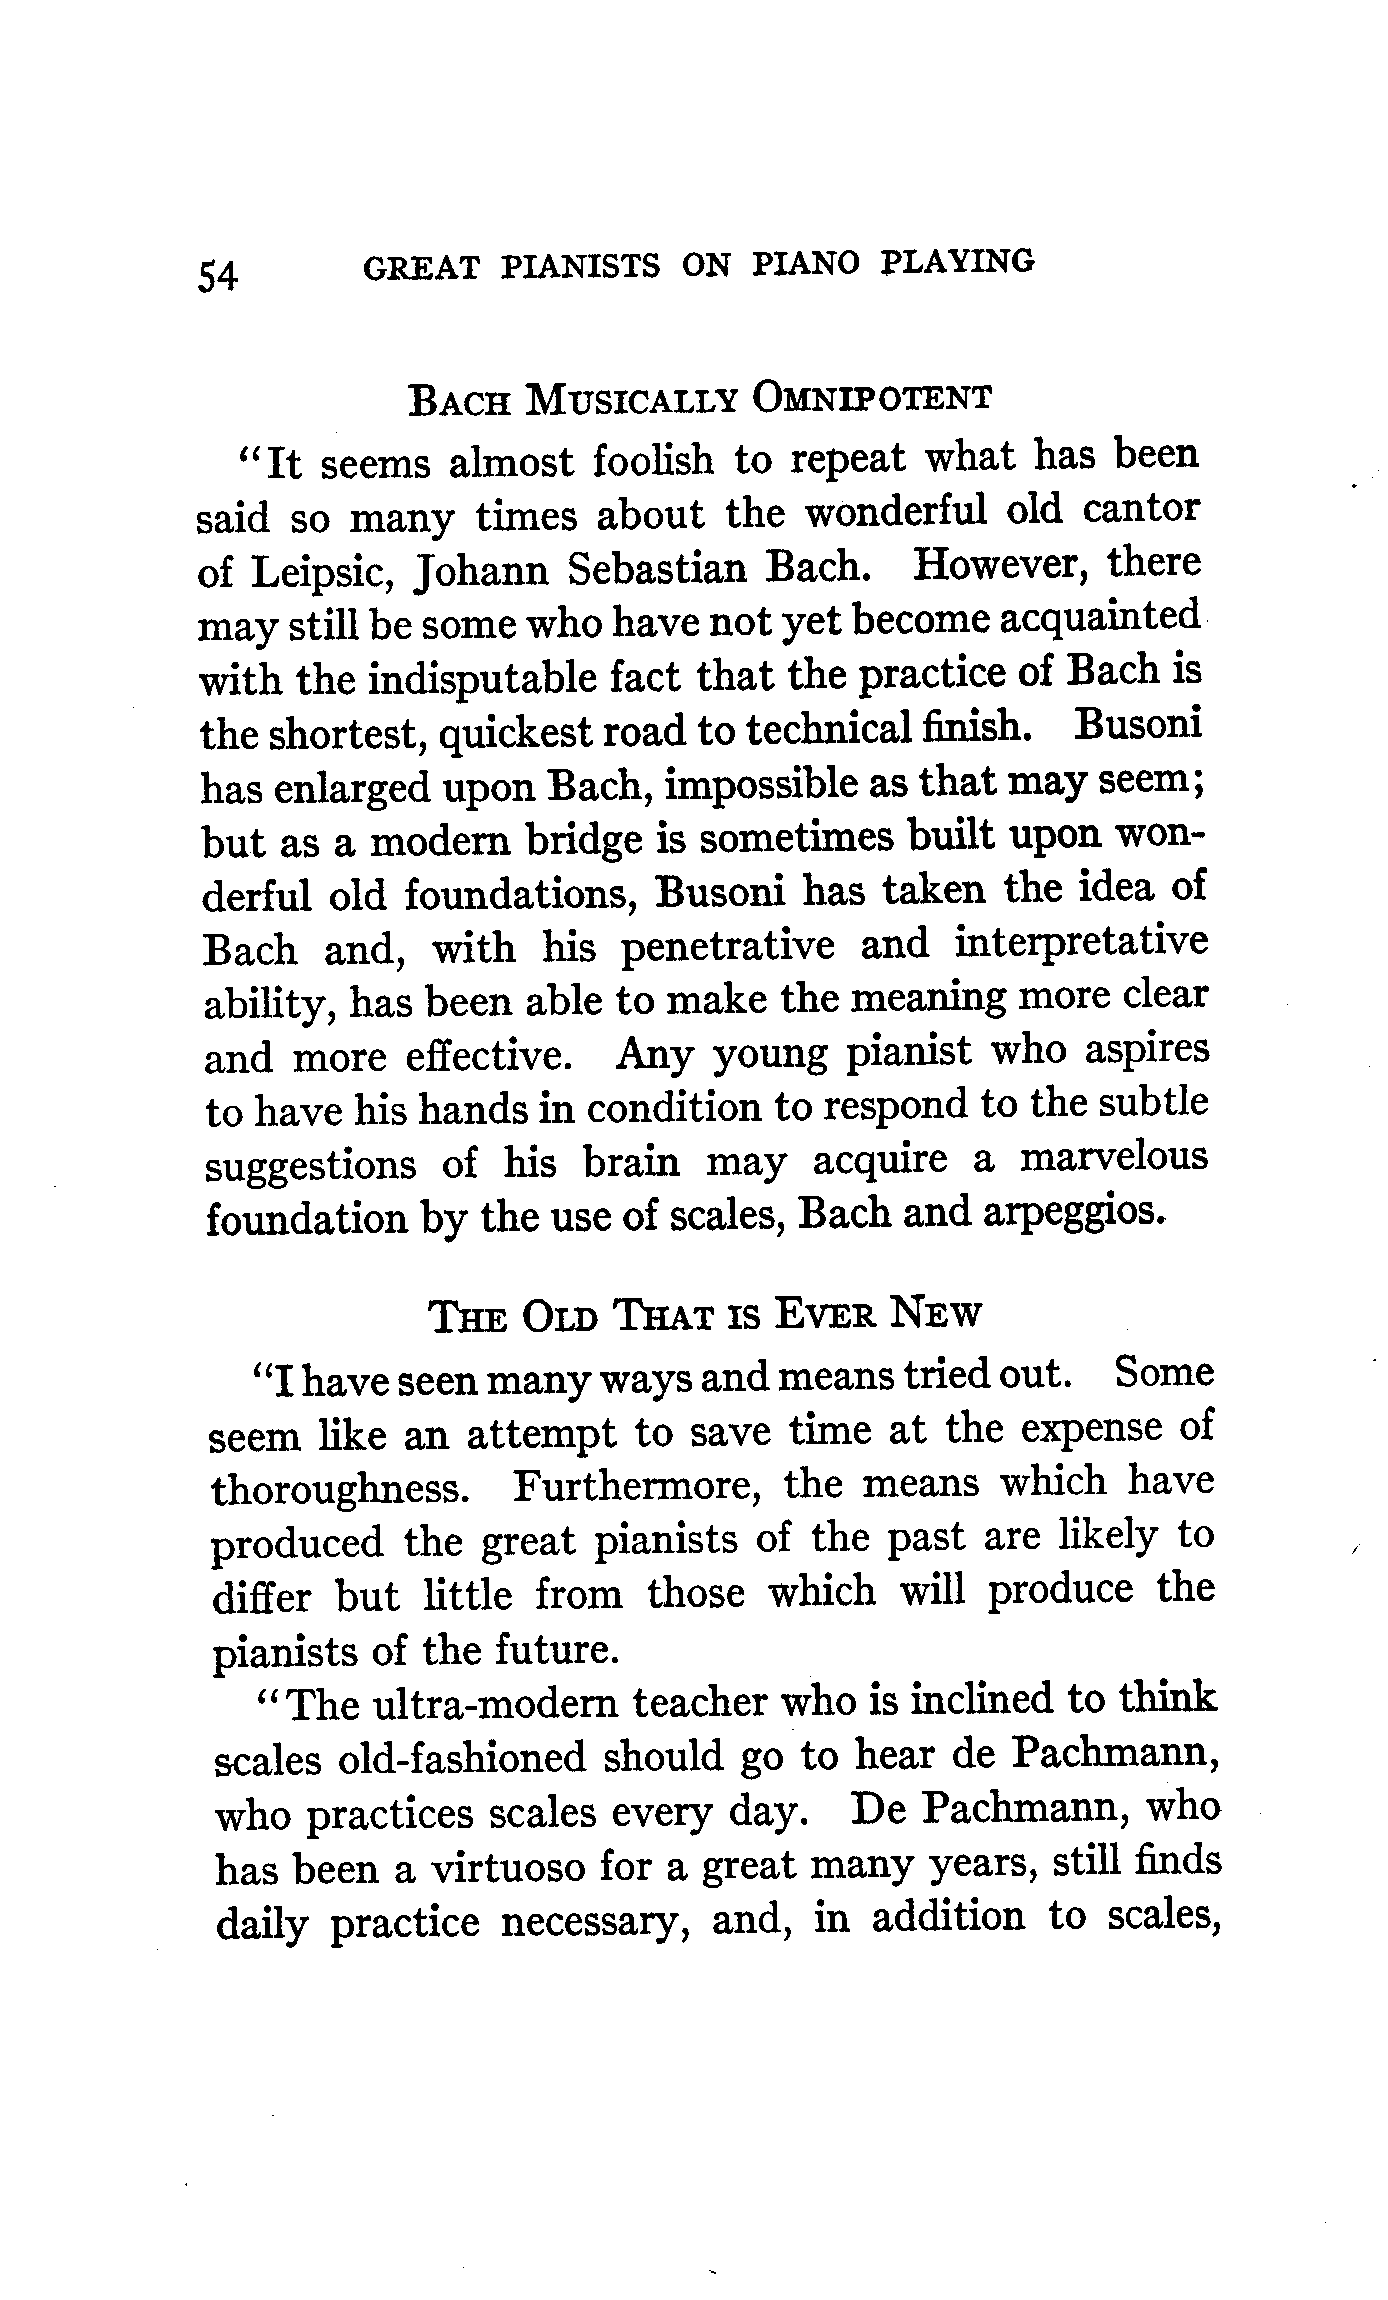 54 GREAT PIANISTS ON PIANO PLAYING
BACH MUSICALLY OMNIPOTENT
"It seems almost foolish to repeat what has been
said so many times about the wonderful old cantor
of Leipsic, Johann Sebastian Bach. However, there
may still be some who have not yet become acquainted
with the indisputable fact that the practice of Bach is
the shortest, quickest road to technical finish. Busoni
has enlarged upon Bach, impossible as that may seem;
but as a modern bridge is sometimes built upon won-
derful old foundations, Busoni has taken the idea of
Bach and, with his penetrative and interpretative
ability, has been able to make the meaning more clear
and more effective. Any young pianist who aspires
to have his hands in condition to respond to the subtle
suggestions of his brain may acquire a marvelous
foundation by the use of scales, Bach and arpeggios.
THE OLD THAT IS EVER NEW
"I have seen many ways and means tried out. Some
seem like an attempt to save time at the expense of
thoroughness. Furthermore, the means which have
produced the great pianists of the past are likely to
differ but little from those which will produce the
pianists of the future.
"The ultra-modern teacher who is inclined to think
scales old-fashioned should go to hear de Pachmann,
who practices scales every day. De Pachmann, who
has been a virtuoso for a great many years, still finds
daily practice necessary, and, in addition to scales,